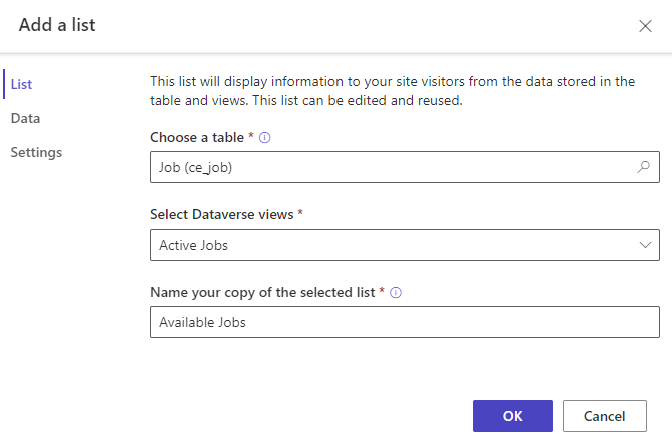 Add a list
List
Data
Settings
This list will display information to your site visitors from the data stored in the
table and views. This list can be edited and reused.
Choose a table *
Job (ce_job)
Select Dataverse views *
Active Jobs
Name your copy of the selected list *
Available Jobs
OK
Cancel